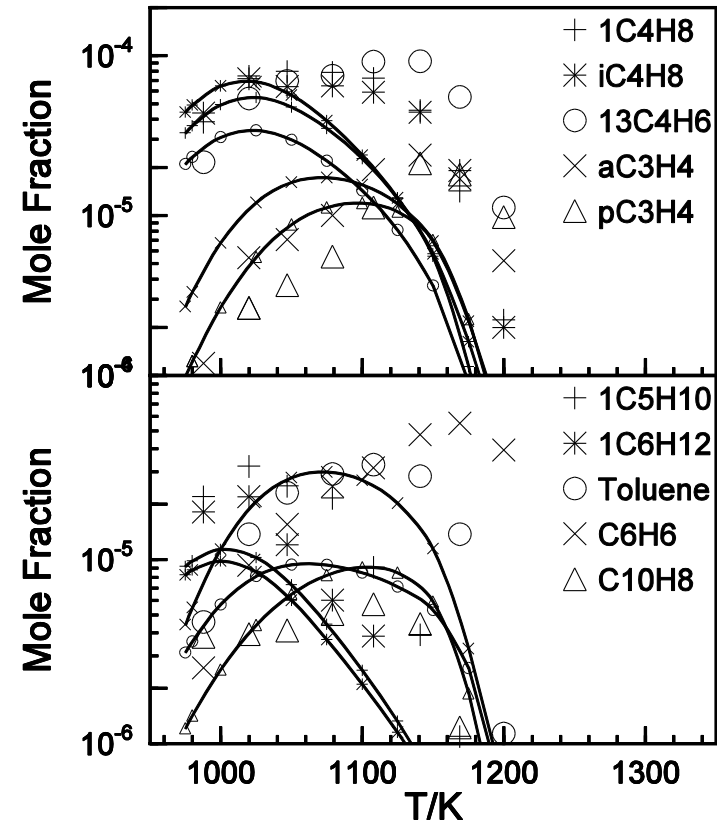 10⁻⁴
1C4H8
iC4H8
13C4H6
aC3H4
pC3H4
10⁻⁵
Mole Fraction
10⁻⁶
1C5H10
1C6H12
Toluene
C6H6
C10H8
10⁻⁵
Mole Fraction
10⁻⁶
1000 1100 1200 1300
T/K